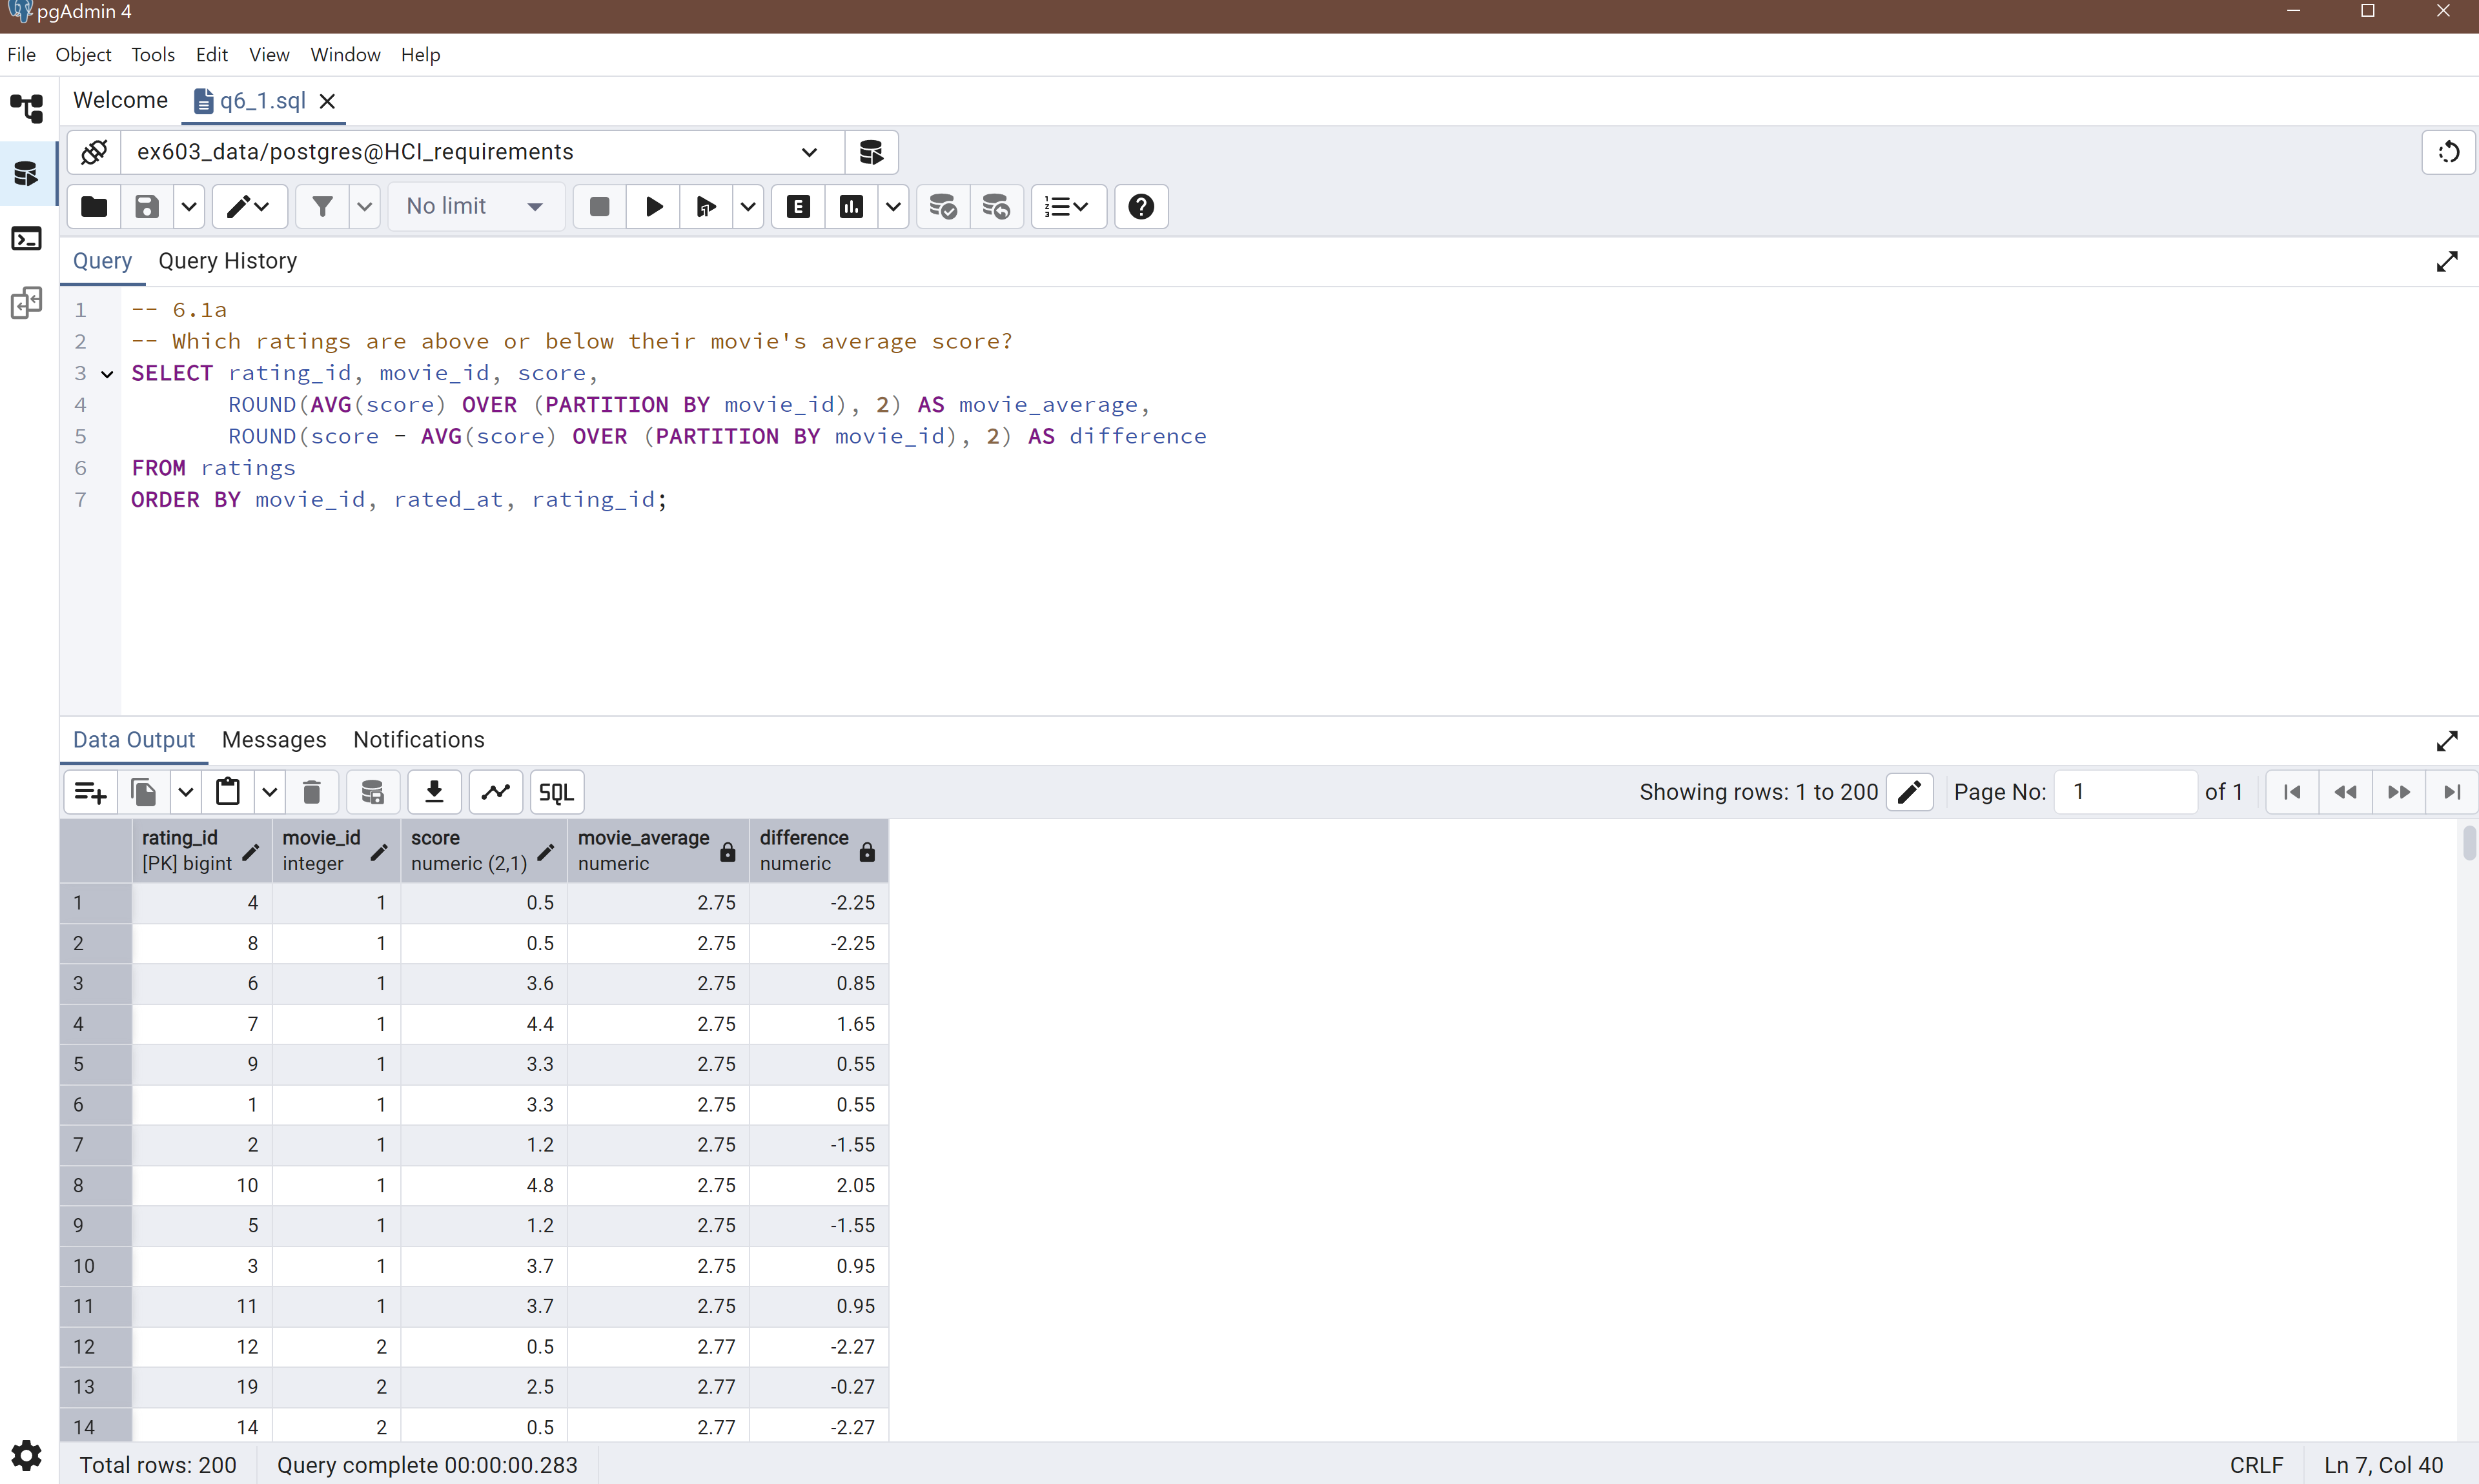 pgAdmin 4
File Object Tools Edit View Window Help
Welcome q6_1.sql
ex603_data/postgres@HCI_requirements
No limit E
Query Query History
1 -- 6.1a
2 -- Which ratings are above or below their movie's average score?
3 SELECT rating_id, movie_id, score,
4 ROUND(AVG(score) OVER (PARTITION BY movie_id), 2) AS movie_average,
5 ROUND(score - AVG(score) OVER (PARTITION BY movie_id), 2) AS difference
6 FROM ratings
7 ORDER BY movie_id, rated_at, rating_id;
Data Output Messages Notifications
SQL Showing rows: 1 to 200 Page No: 1 of 1
rating_id movie_id score movie_average difference
[PK] bigint integer numeric (2,1) numeric numeric
1 4 1 0.5 2.75 -2.25
2 8 1 0.5 2.75 -2.25
3 6 1 3.6 2.75 0.85
4 7 1 4.4 2.75 1.65
5 9 1 3.3 2.75 0.55
6 1 1 3.3 2.75 0.55
7 2 1 1.2 2.75 -1.55
8 10 1 4.8 2.75 2.05
9 5 1 1.2 2.75 -1.55
10 3 1 3.7 2.75 0.95
11 11 1 3.7 2.75 0.95
12 12 2 0.5 2.77 -2.27
13 19 2 2.5 2.77 -0.27
14 14 2 0.5 2.77 -2.27
Total rows: 200 Query complete 00:00:00.283 CRLF Ln 7, Col 40